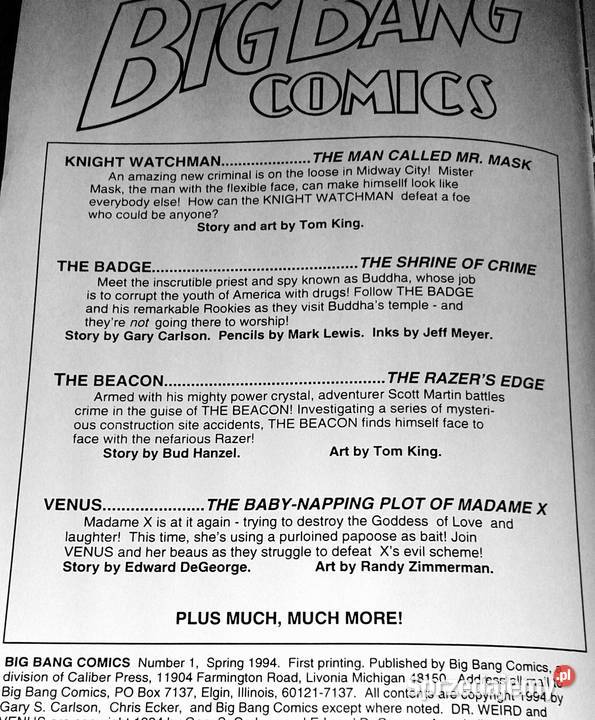 BIG BANG
COMICS
KNIGHT WATCHMAN.....................THE MAN CALLED MR. MASK
An amazing new criminal is on the loose in Midway City! Mister
Mask, the man with the flexible face, can make himsellf look like
everybody else! How can the KNIGHT WATCHMAN defeat a foe
who could be anyone?
Story and art by Tom King.
THE BADGE................................................THE SHRINE OF CRIME
Meet the inscrutible priest and spy known as Buddha, whose job
is to corrupt the youth of America with drugs! Follow THE BADGE
and his remarkable Rookies as they visit Buddha's temple - and
they're not going there to worship!
Story by Gary Carlson. Pencils by Mark Lewis. Inks by Jeff Meyer.
THE BEACON....................................................THE RAZER'S EDGE
Armed with his mighty power crystal, adventurer Scott Martin battles
crime in the guise of THE BEACON! Investigating a series of mysteri-
ous construction site accidents, THE BEACON finds himself face to
face with the nefarious Razer!
Story by Bud Hanzel. Art by Tom King.
VENUS........................THE BABY-NAPPING PLOT OF MADAME X
Madame X is at it again - trying to destroy the Goddess of Love and
laughter! This time, she's using a purloined papoose as bait! Join
VENUS and her beaus as they struggle to defeat X's evil scheme!
Story by Edward DeGeorge. Art by Randy Zimmerman.
PLUS MUCH, MUCH MORE!
BIG BANG COMICS Number 1, Spring 1994. First printing. Published by Big Bang Comics, a
division of Caliber Press, 11904 Farmington Road, Livonia Michigan 48150. Address all mail:
Big Bang Comics, PO Box 7137, Elgin, Illinois, 60121-7137. All contents are copyright 1994 by
Gary S. Carlson, Chris Ecker, and Big Bang Comics except where noted. DR. WEIRD and
sprzedajemy.pl